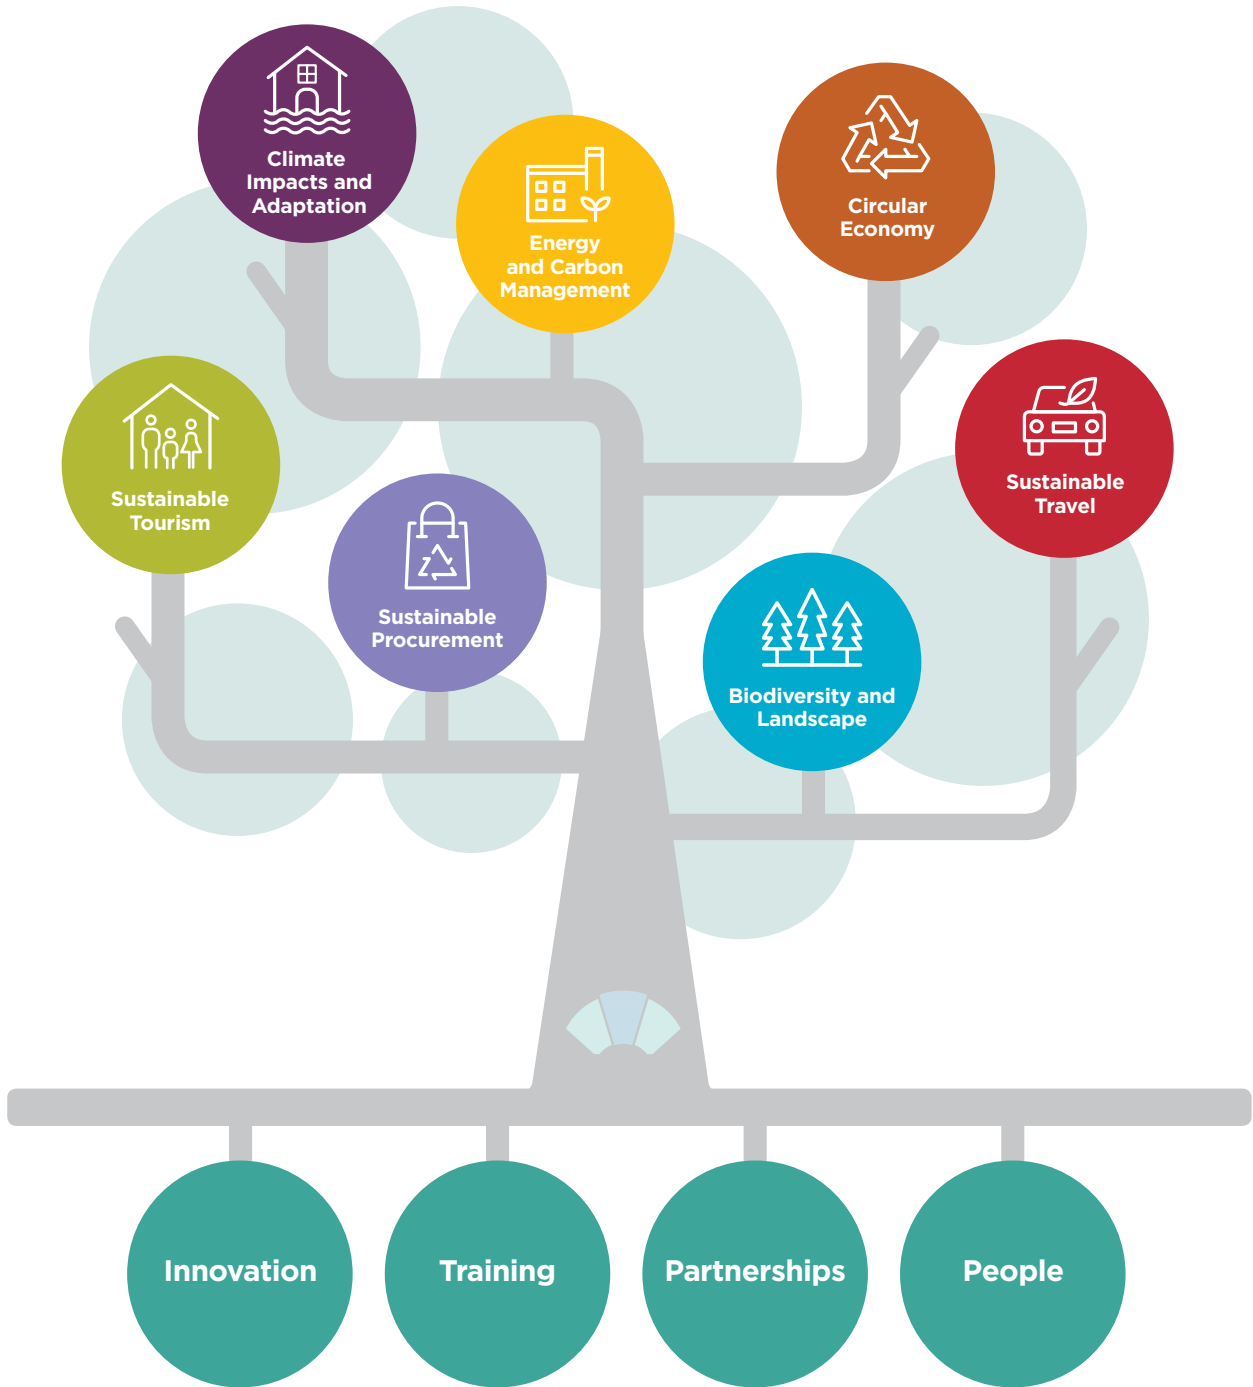 Climate
Impacts and
Adaptation
Energy
and Carbon
Management
Circular
Economy
Sustainable
Tourism
Sustainable
Travel
Sustainable
Procurement
Biodiversity and
Landscape
Innovation
Training
Partnerships
People